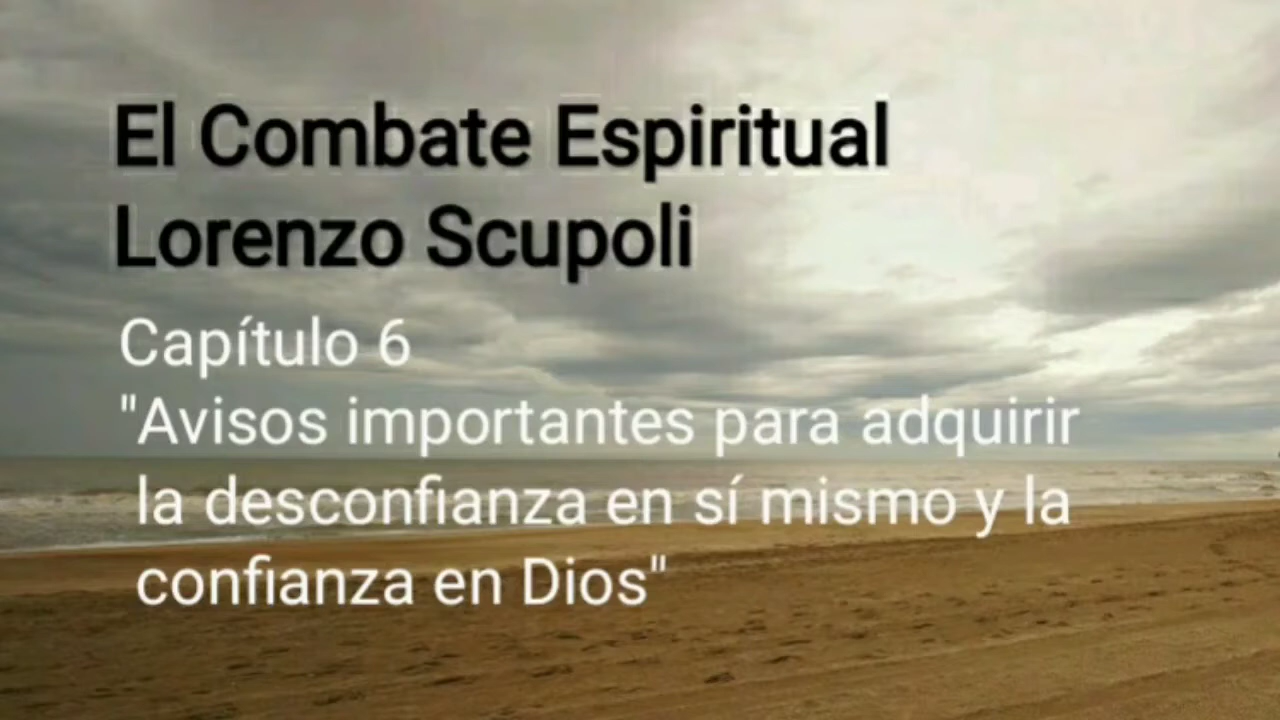 El Combate Espiritual
Lorenzo Scupoli
Capítulo 6
"Avisos importantes para adquirir
la desconfianza en sí mismo y la
confianza en Dios"